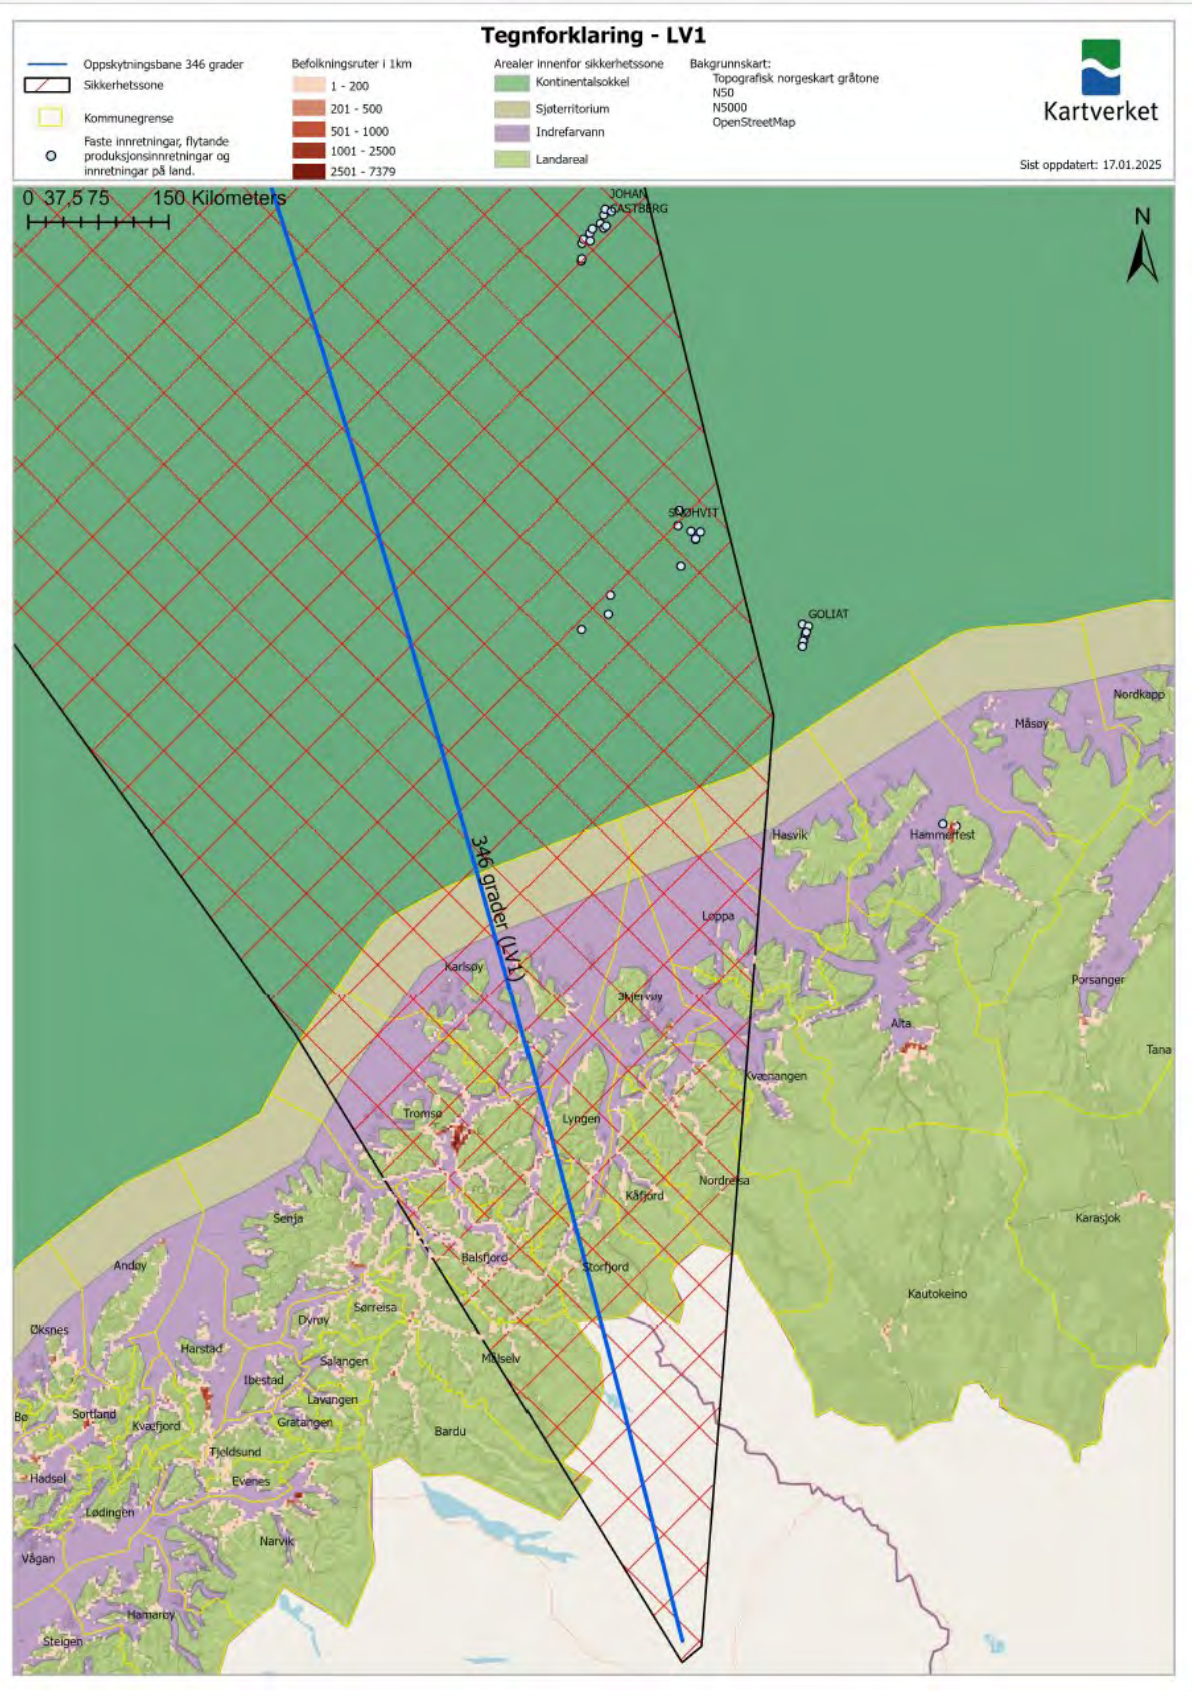 Tegnforklaring - LV1
Oppskytningsbane 346 grader
Sikkerhetssone
Kommunegrense
Faste innretningar, flytande
produksjonsinnretningar og
innretningar på land.
Befolkningsruter i 1km
1 - 200
201 - 500
501 - 1000
1001 - 2500
2501 - 7379
Arealer innenfor sikkerhetssone
Kontinentalsokkel
Sjøterritorium
Indrefarvann
Landareal
Bakgrunnskart:
Topografisk norgeskart gråtone
N50
N5000
OpenStreetMap
Kartverket
Sist oppdatert: 17.01.2025
0 37,5 75 150 Kilometers
N
JOHAN
CASTBERG
SNØHVIT
GOLIAT
Nordkapp
Måsøy
Hasvik
Hammerfest
346 grader (LV1)
Loppa
Karlsøy
Skjervøy
Porsanger
Alta
Tana
Kvænangen
Tromsø
Lyngen
Nordreisa
Kåfjord
Senja
Karasjok
Balsfjord
Storfjord
Andøy
Kautokeino
Sørreisa
Dyrøy
Øksnes
Harstad
Målselv
Salangen
Ibestad
Lavangen
Bø
Sortland
Kvæfjord
Gratangen
Bardu
Tjeldsund
Hadsel
Evenes
Lødingen
Narvik
Vågan
Hamarøy
Steigen